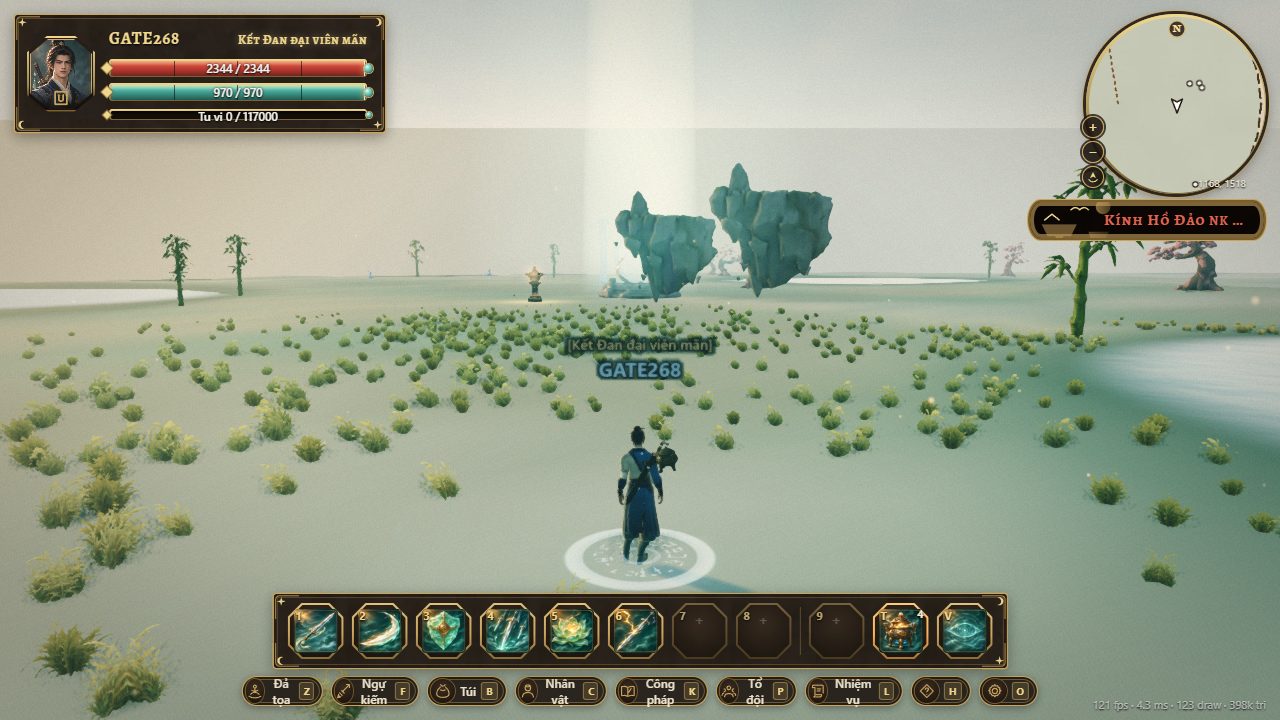 GATE268 Kết Đan đại viên mãn
2344 / 2344
970 / 970
Tu vi 0 / 117000
U
N
+
−
168, 1518
Kính Hồ Đảo NK ...
[Kết Đan đại viên mãn]
GATE268
1 2 3 4 5 6 7 8 9 4 V
Đả tọa Z
Ngự kiếm F
Túi B
Nhân vật C
Công pháp K
Tổ đội P
Nhiệm vụ L
H
O
121 fps · 4.3 ms · 123 draw · 398k tri